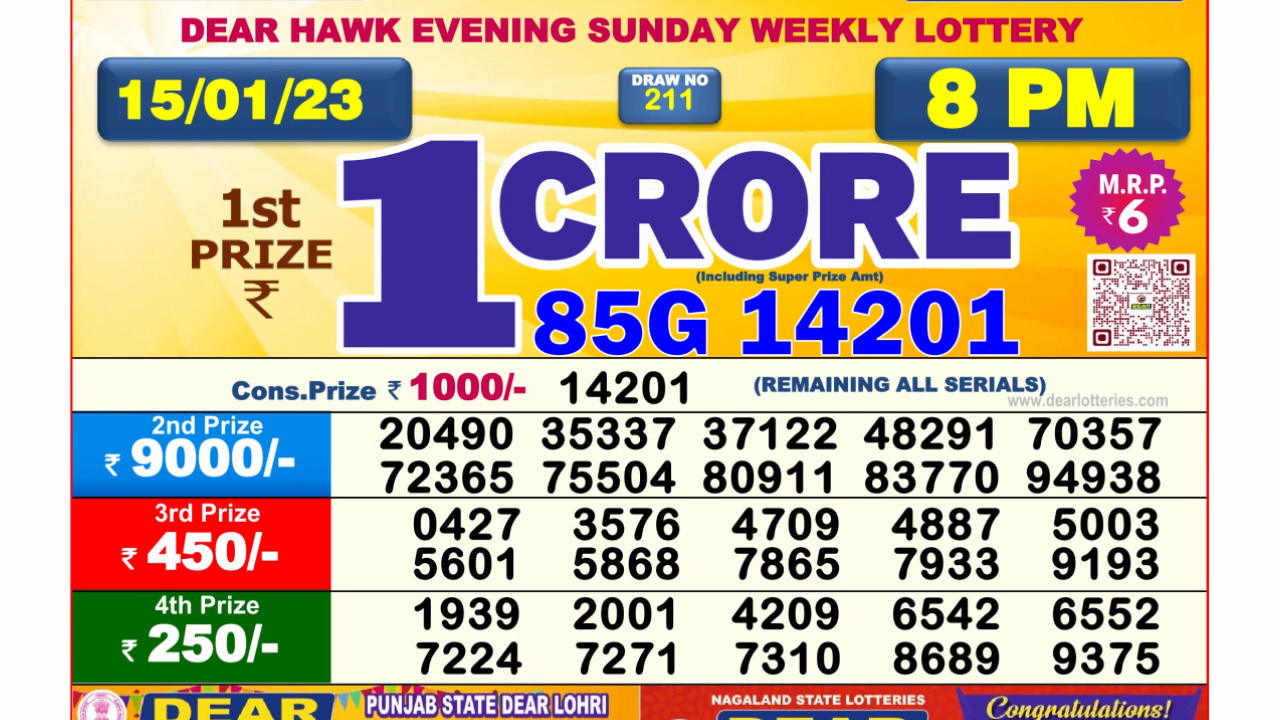 DEAR HAWK EVENING SUNDAY WEEKLY LOTTERY
15/01/23
DRAW NO
211
8 PM
1st
PRIZE
₹
1 CRORE
(Including Super Prize Amt)
85G 14201
M.R.P.
₹ 6
Cons.Prize ₹ 1000/- 14201 (REMAINING ALL SERIALS)
www.dearlotteries.com
2nd Prize
₹ 9000/-
20490 35337 37122 48291 70357
72365 75504 80911 83770 94938
3rd Prize
₹ 450/-
0427 3576 4709 4887 5003
5601 5868 7865 7933 9193
4th Prize
₹ 250/-
1939 2001 4209 6542 6552
7224 7271 7310 8689 9375
DEAR
PUNJAB STATE DEAR LOHRI
NAGALAND STATE LOTTERIES
DEAR
Congratulations!